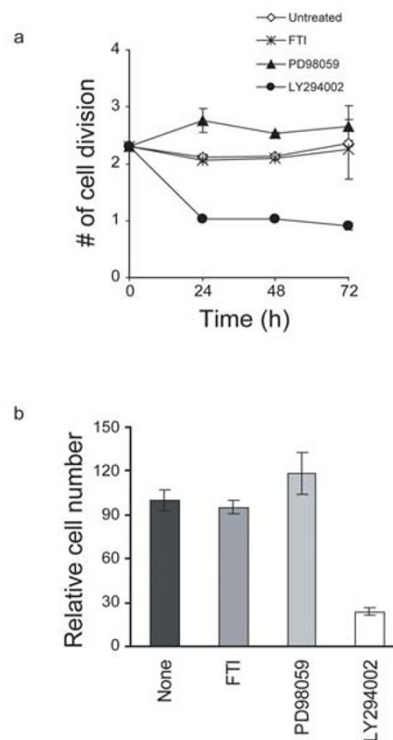 a
Untreated
FTI
PD98059
LY294002
4
3
2
1
0
# of cell division
0 24 48 72
Time (h)
b
150
120
90
60
30
0
Relative cell number
None
FTI
PD98059
LY294002